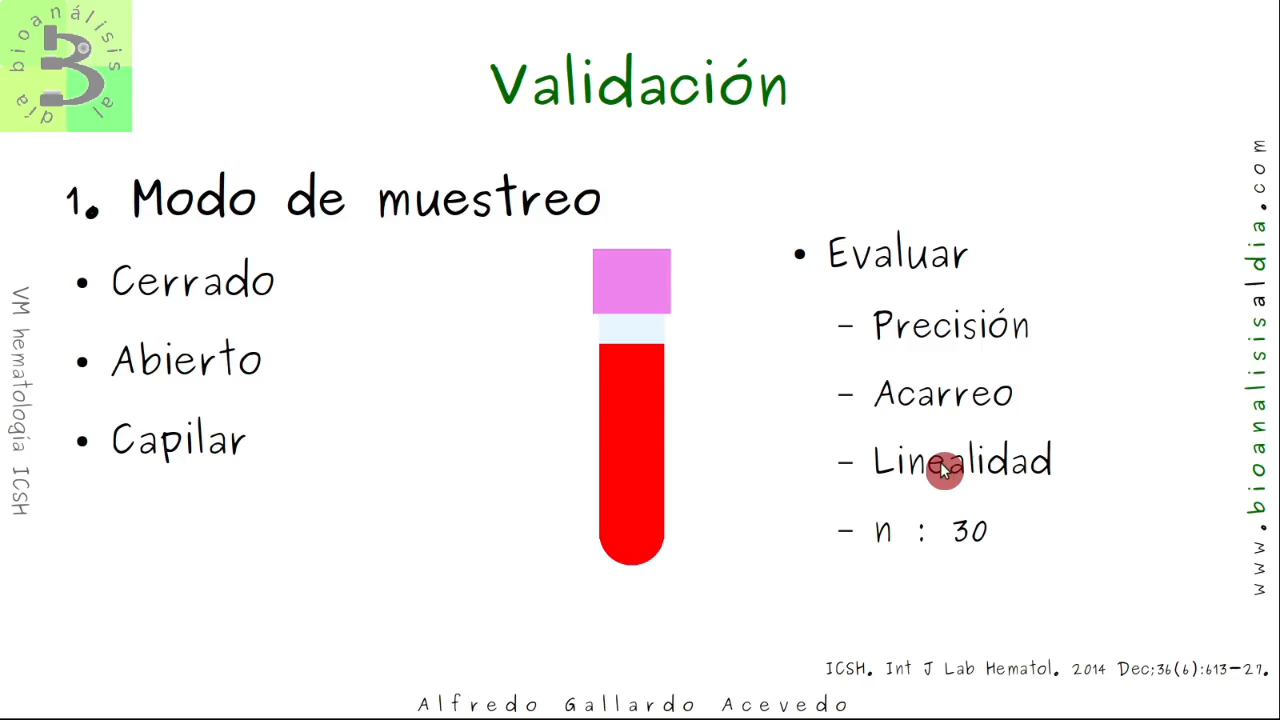 bioanálisis al día
Validación
1. Modo de muestreo
• Cerrado
• Abierto
• Capilar
• Evaluar
– Precisión
– Acarreo
– Linealidad
– n : 30
VM hematología ICSH
www.bioanalisisaldia.com
ICSH. Int J Lab Hematol. 2014 Dec;36(6):613-27.
Alfredo Gallardo Acevedo